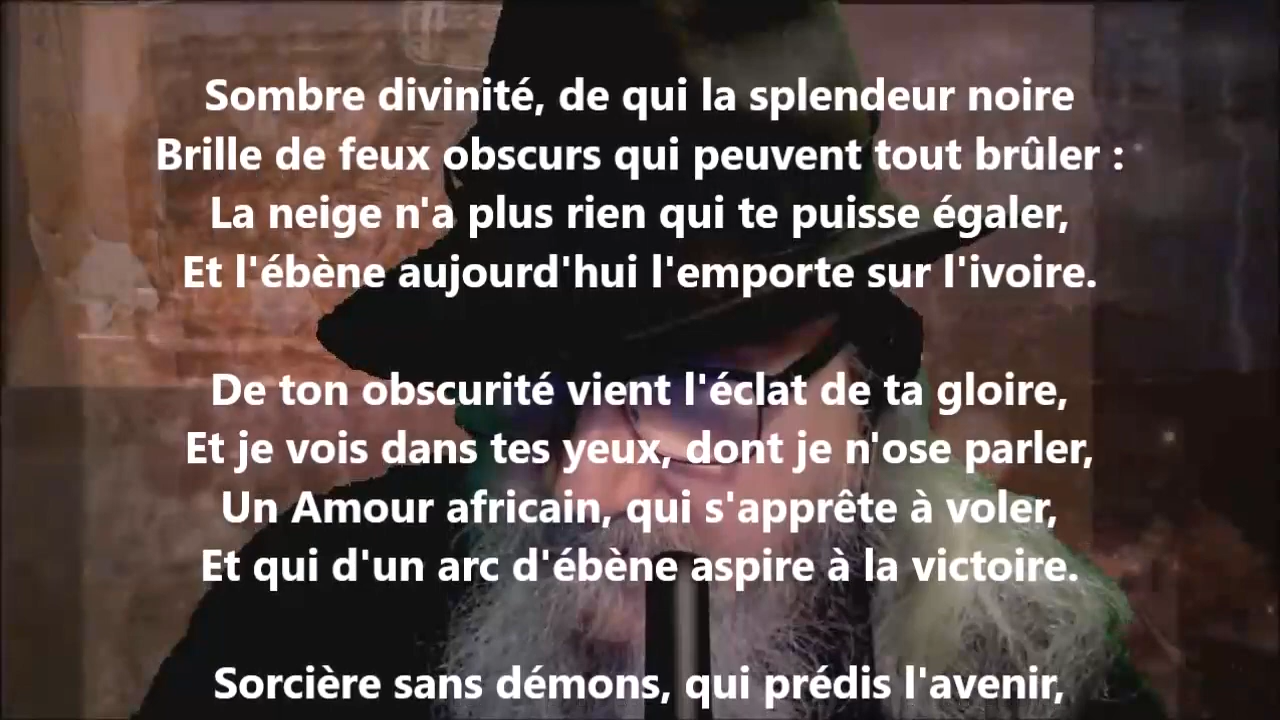 Sombre divinité, de qui la splendeur noire
Brille de feux obscurs qui peuvent tout brûler :
La neige n'a plus rien qui te puisse égaler,
Et l'ébène aujourd'hui l'emporte sur l'ivoire.
De ton obscurité vient l'éclat de ta gloire,
Et je vois dans tes yeux, dont je n'ose parler,
Un Amour africain, qui s'apprête à voler,
Et qui d'un arc d'ébène aspire à la victoire.
Sorcière sans démons, qui prédis l'avenir,